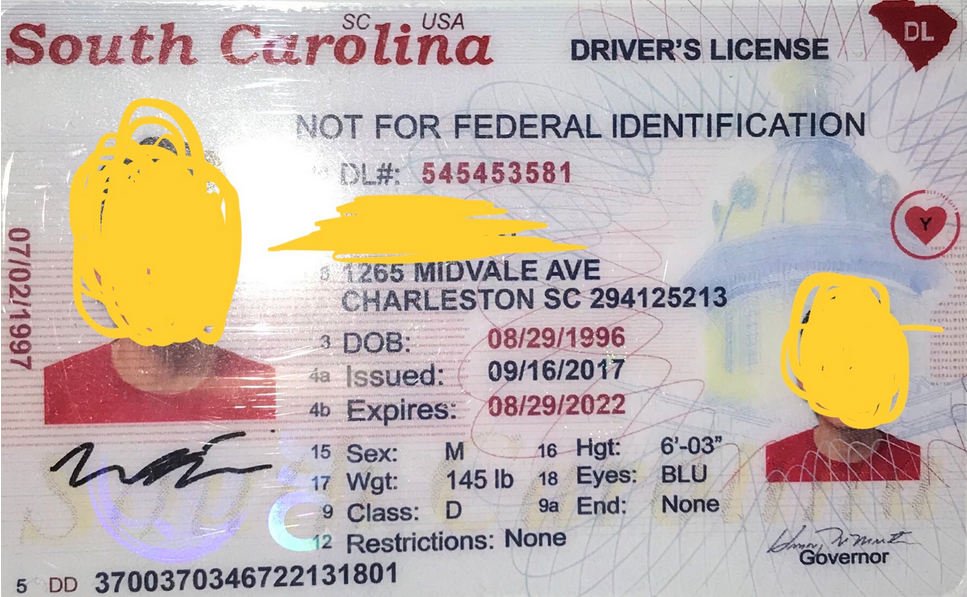 SC USA
South Carolina
DRIVER'S LICENSE
DL
NOT FOR FEDERAL IDENTIFICATION
DL#: 545453581
Y
8 1265 MIDVALE AVE
CHARLESTON SC 294125213
07/02/1997
3 DOB: 08/29/1996
4a Issued: 09/16/2017
4b Expires: 08/29/2022
15 Sex: M 16 Hgt: 6'-03"
17 Wgt: 145 lb 18 Eyes: BLU
9 Class: D 9a End: None
12 Restrictions: None
Governor
5 DD 3700370346722131801